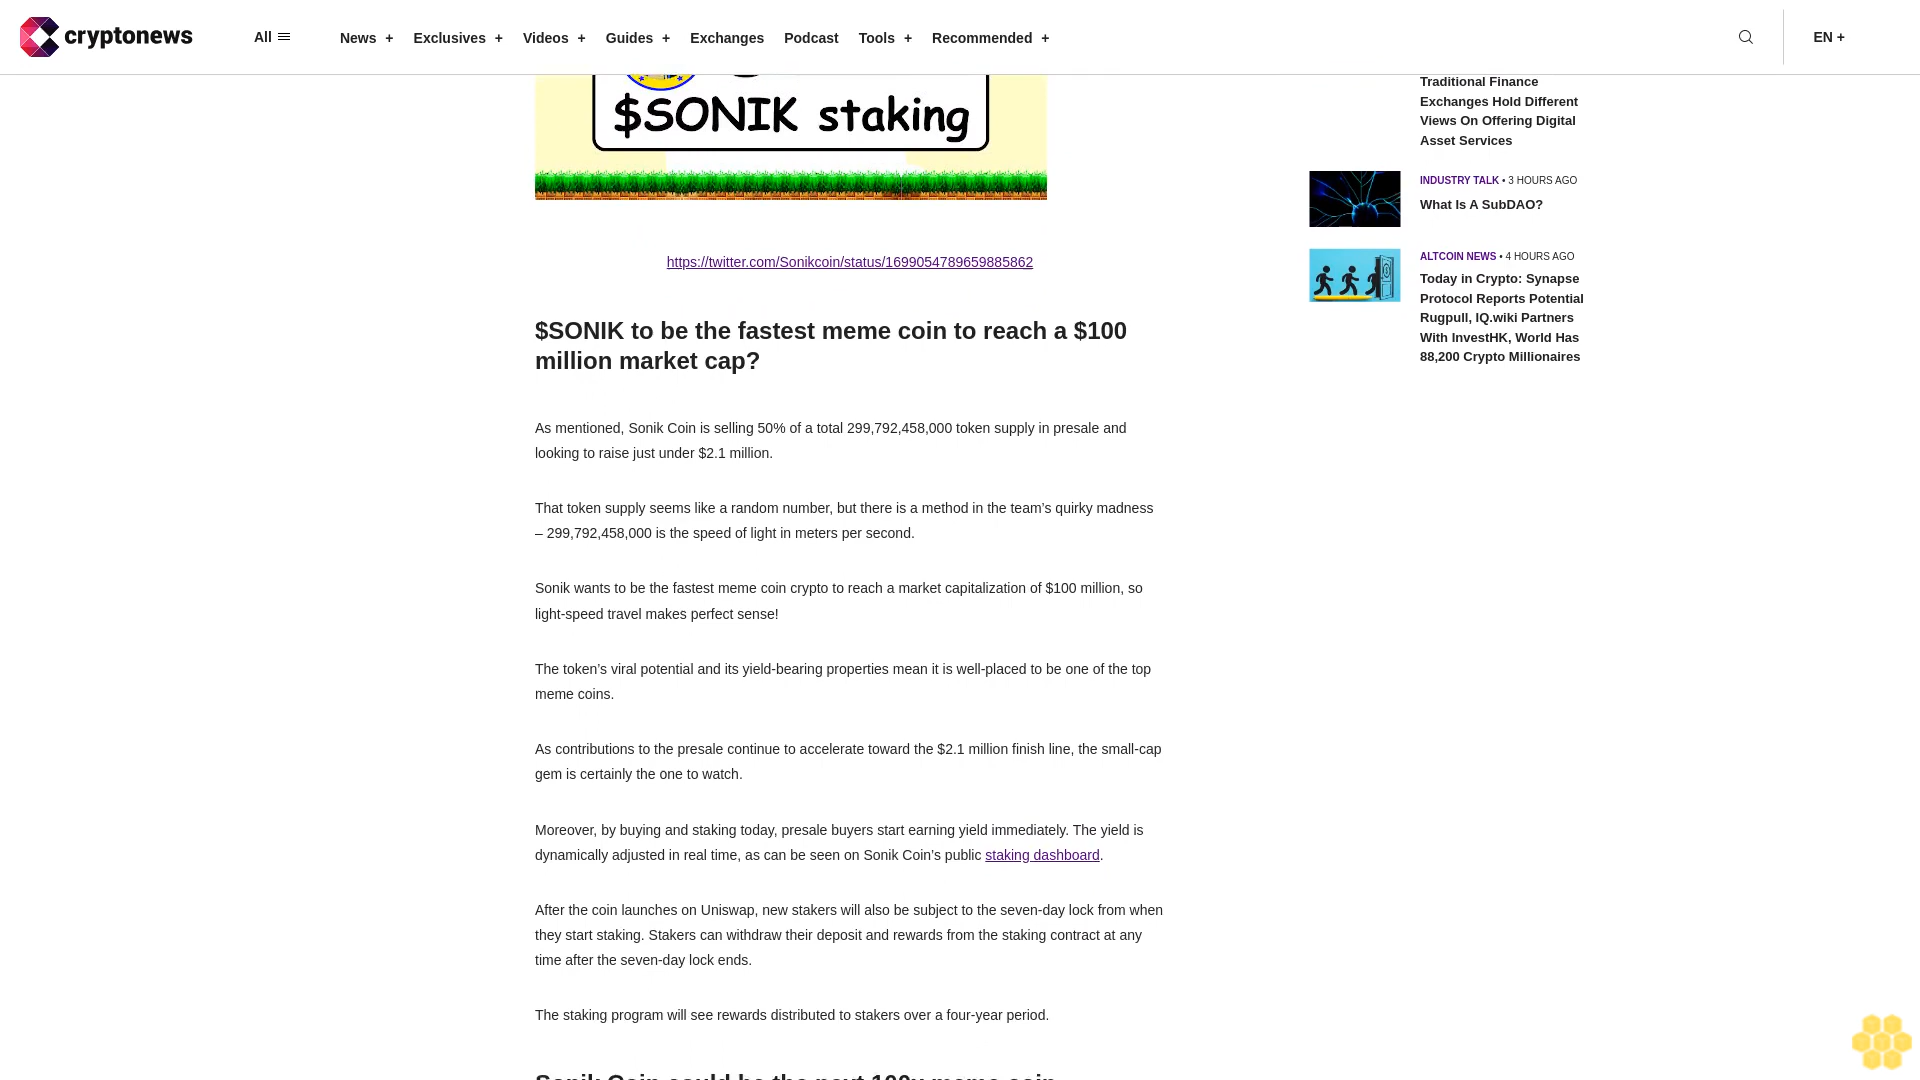 cryptonews
All
News +
Exclusives +
Videos +
Guides +
Exchanges
Podcast
Tools +
Recommended +
EN +
$SONIK staking
https://twitter.com/Sonikcoin/status/1699054789659885862
$SONIK to be the fastest meme coin to reach a $100
million market cap?
As mentioned, Sonik Coin is selling 50% of a total 299,792,458,000 token supply in presale and
looking to raise just under $2.1 million.
That token supply seems like a random number, but there is a method in the team’s quirky madness
– 299,792,458,000 is the speed of light in meters per second.
Sonik wants to be the fastest meme coin crypto to reach a market capitalization of $100 million, so
light-speed travel makes perfect sense!
The token’s viral potential and its yield-bearing properties mean it is well-placed to be one of the top
meme coins.
As contributions to the presale continue to accelerate toward the $2.1 million finish line, the small-cap
gem is certainly the one to watch.
Moreover, by buying and staking today, presale buyers start earning yield immediately. The yield is
dynamically adjusted in real time, as can be seen on Sonik Coin’s public staking dashboard.
After the coin launches on Uniswap, new stakers will also be subject to the seven-day lock from when
they start staking. Stakers can withdraw their deposit and rewards from the staking contract at any
time after the seven-day lock ends.
The staking program will see rewards distributed to stakers over a four-year period.
Sonik Coin could be the next 100x meme coin
Traditional Finance
Exchanges Hold Different
Views On Offering Digital
Asset Services
INDUSTRY TALK • 3 HOURS AGO
What Is A SubDAO?
ALTCOIN NEWS • 4 HOURS AGO
Today in Crypto: Synapse
Protocol Reports Potential
Rugpull, IQ.wiki Partners
With InvestHK, World Has
88,200 Crypto Millionaires